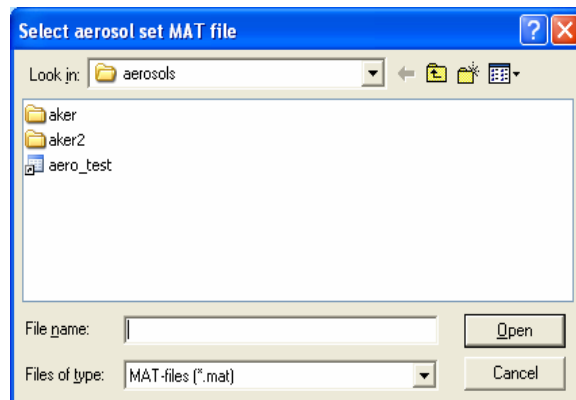 Select aerosol set MAT file
Look in: aerosols
aker
aker2
aero_test
File name: Open
Files of type: MAT-files (*.mat) Cancel